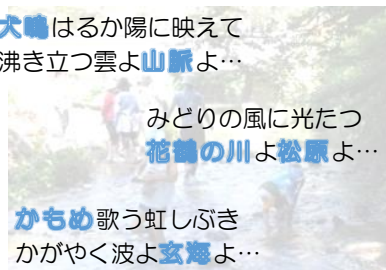 犬鳴はるか陽に映えて
沸き立つ雲よ山脈よ…
みどりの風に光たつ
花鶴の川よ松原よ…
かもめ歌う虹しぶき
かがやく波よ玄海よ…